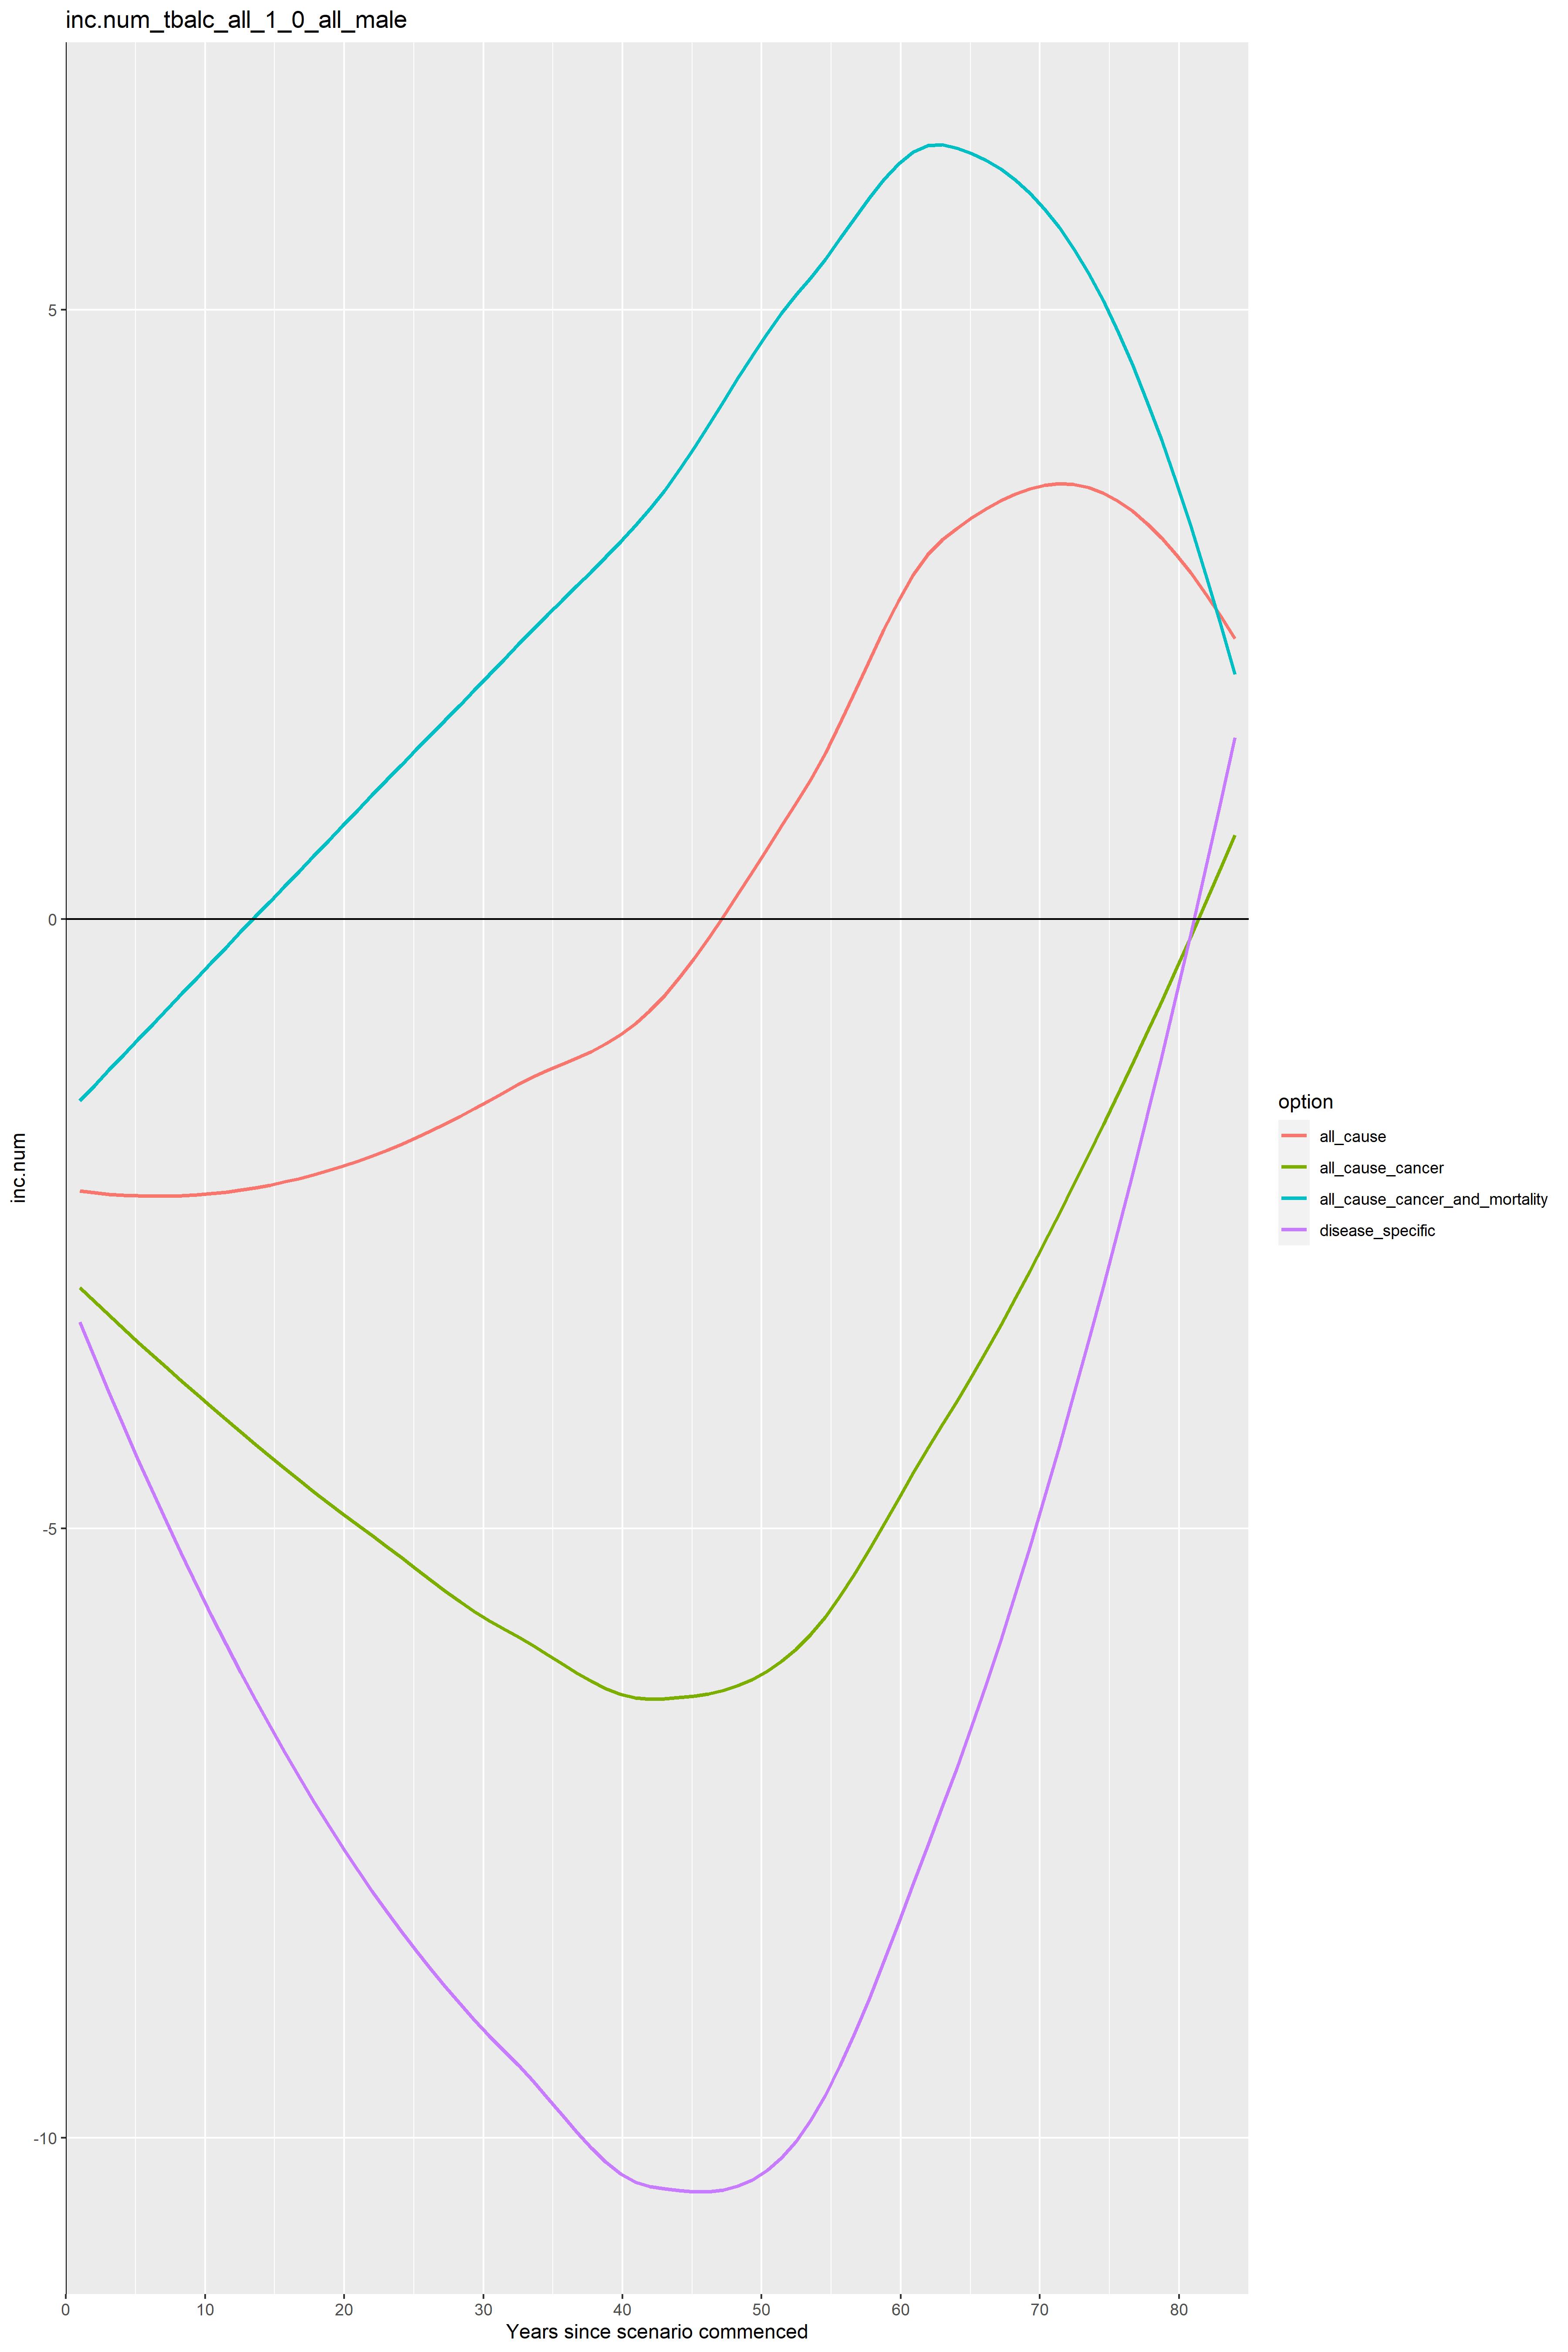 inc.num_tbalc_all_1_0_all_male
5
0
-5
-10
inc.num
0 10 20 30 40 50 60 70 80
Years since scenario commenced
option
all_cause
all_cause_cancer
all_cause_cancer_and_mortality
disease_specific